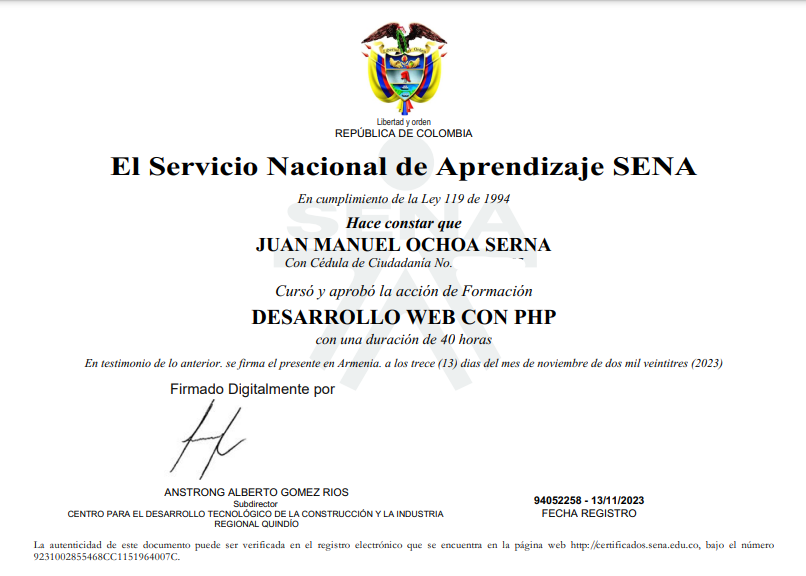 Libertad y orden
REPÚBLICA DE COLOMBIA
El Servicio Nacional de Aprendizaje SENA
En cumplimiento de la Ley 119 de 1994
SENA
Hace constar que
JUAN MANUEL OCHOA SERNA
Con Cédula de Ciudadanía No.
Cursó y aprobó la acción de Formación
DESARROLLO WEB CON PHP
con una duración de 40 horas
En testimonio de lo anterior. se firma el presente en Armenia. a los trece (13) dias del mes de noviembre de dos mil veintitres (2023)
Firmado Digitalmente por
ANSTRONG ALBERTO GOMEZ RIOS
Subdirector
CENTRO PARA EL DESARROLLO TECNOLÓGICO DE LA CONSTRUCCIÓN Y LA INDUSTRIA
REGIONAL QUINDÍO
94052258 - 13/11/2023
FECHA REGISTRO
La autenticidad de este documento puede ser verificada en el registro electrónico que se encuentra en la página web http://certificados.sena.edu.co, bajo el número
9231002855468CC1151964007C.